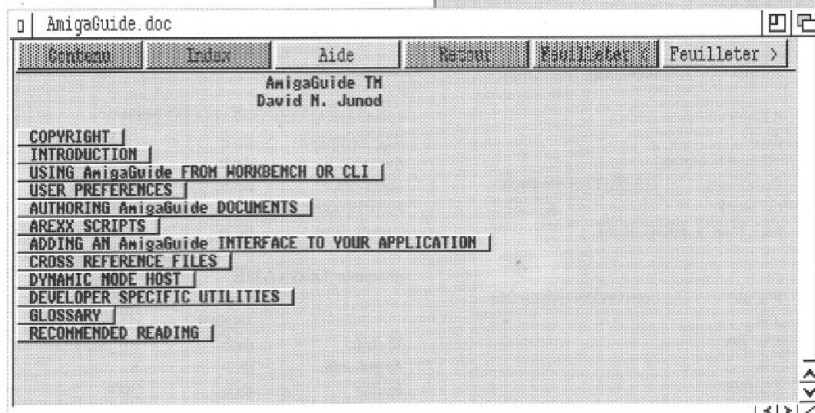 AmigaGuide.doc
Contenu Index Aide Retour Feuilleter < Feuilleter >
AmigaGuide TM
David N. Junod
COPYRIGHT
INTRODUCTION
USING AmigaGuide FROM WORKBENCH OR CLI
USER PREFERENCES
AUTHORING AmigaGuide DOCUMENTS
AREXX SCRIPTS
ADDING AN AmigaGuide INTERFACE TO YOUR APPLICATION
CROSS REFERENCE FILES
DYNAMIC NODE HOST
DEVELOPER SPECIFIC UTILITIES
GLOSSARY
RECOMMENDED READING